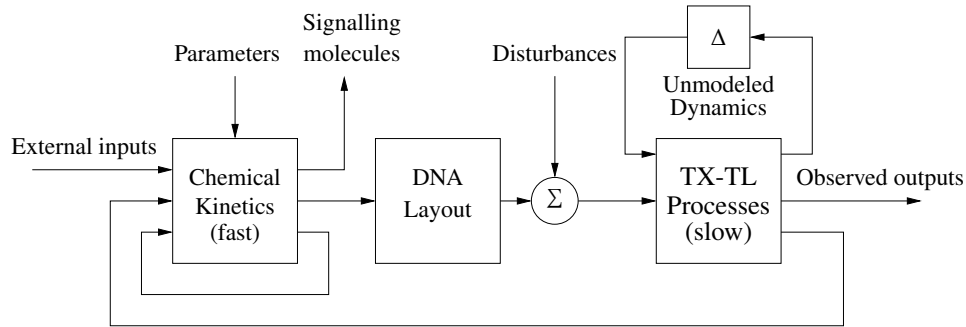 Signalling
molecules
Parameters
Disturbances
Δ
Unmodeled
Dynamics
External inputs
Chemical
Kinetics
(fast)
DNA
Layout
Σ
TX-TL
Processes
(slow)
Observed outputs